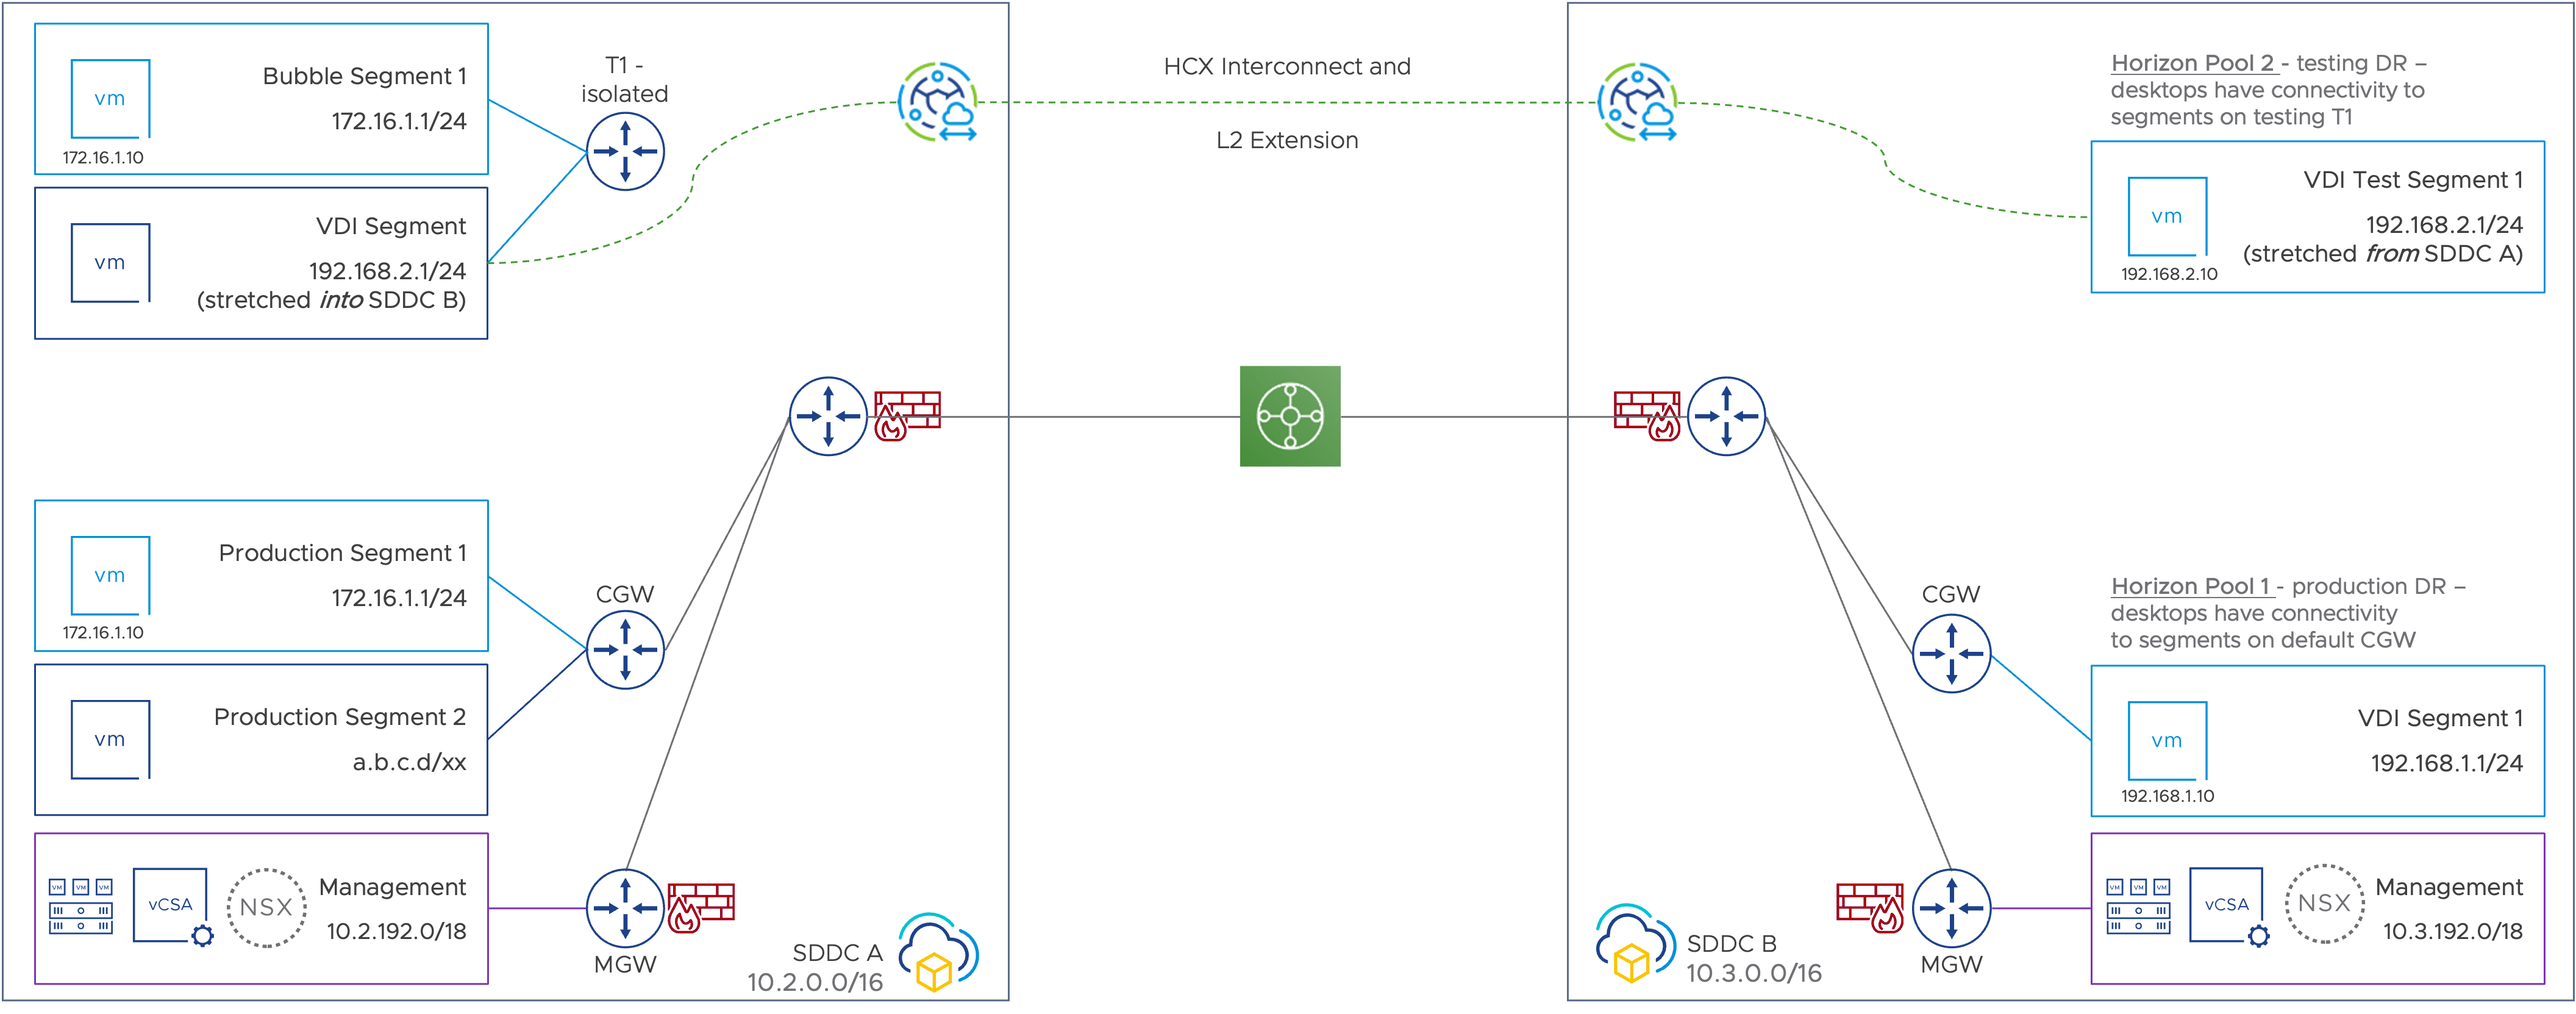 Bubble Segment 1
172.16.1.1/24
vm
172.16.1.10
T1 -
isolated
VDI Segment
192.168.2.1/24
(stretched into SDDC B)
vm
HCX Interconnect and
L2 Extension
Horizon Pool 2 - testing DR –
desktops have connectivity to
segments on testing T1
VDI Test Segment 1
192.168.2.1/24
(stretched from SDDC A)
vm
192.168.2.10
Production Segment 1
172.16.1.1/24
vm
172.16.1.10
CGW
Production Segment 2
a.b.c.d/xx
vm
VM VM VM
vCSA
NSX
Management
10.2.192.0/18
MGW
SDDC A
10.2.0.0/16
CGW
Horizon Pool 1 - production DR –
desktops have connectivity
to segments on default CGW
VDI Segment 1
192.168.1.1/24
vm
192.168.1.10
SDDC B
10.3.0.0/16
MGW
VM VM VM
vCSA
NSX
Management
10.3.192.0/18